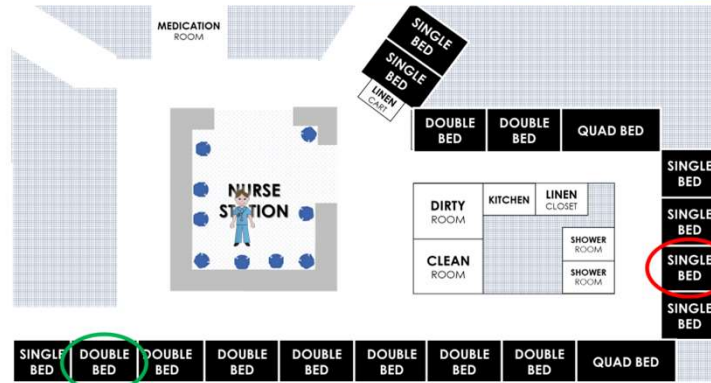 MEDICATION
ROOM
SINGLE
BED
SINGLE
BED
LINEN
CART
DOUBLE
BED
DOUBLE
BED
QUAD BED
SINGLE
BED
SINGLE
BED
SINGLE
BED
SINGLE
BED
NURSE
STATION
DIRTY
ROOM
KITCHEN
LINEN
CLOSET
CLEAN
ROOM
SHOWER
ROOM
SHOWER
ROOM
SINGLE
BED
DOUBLE
BED
DOUBLE
BED
DOUBLE
BED
DOUBLE
BED
DOUBLE
BED
DOUBLE
BED
DOUBLE
BED
QUAD BED